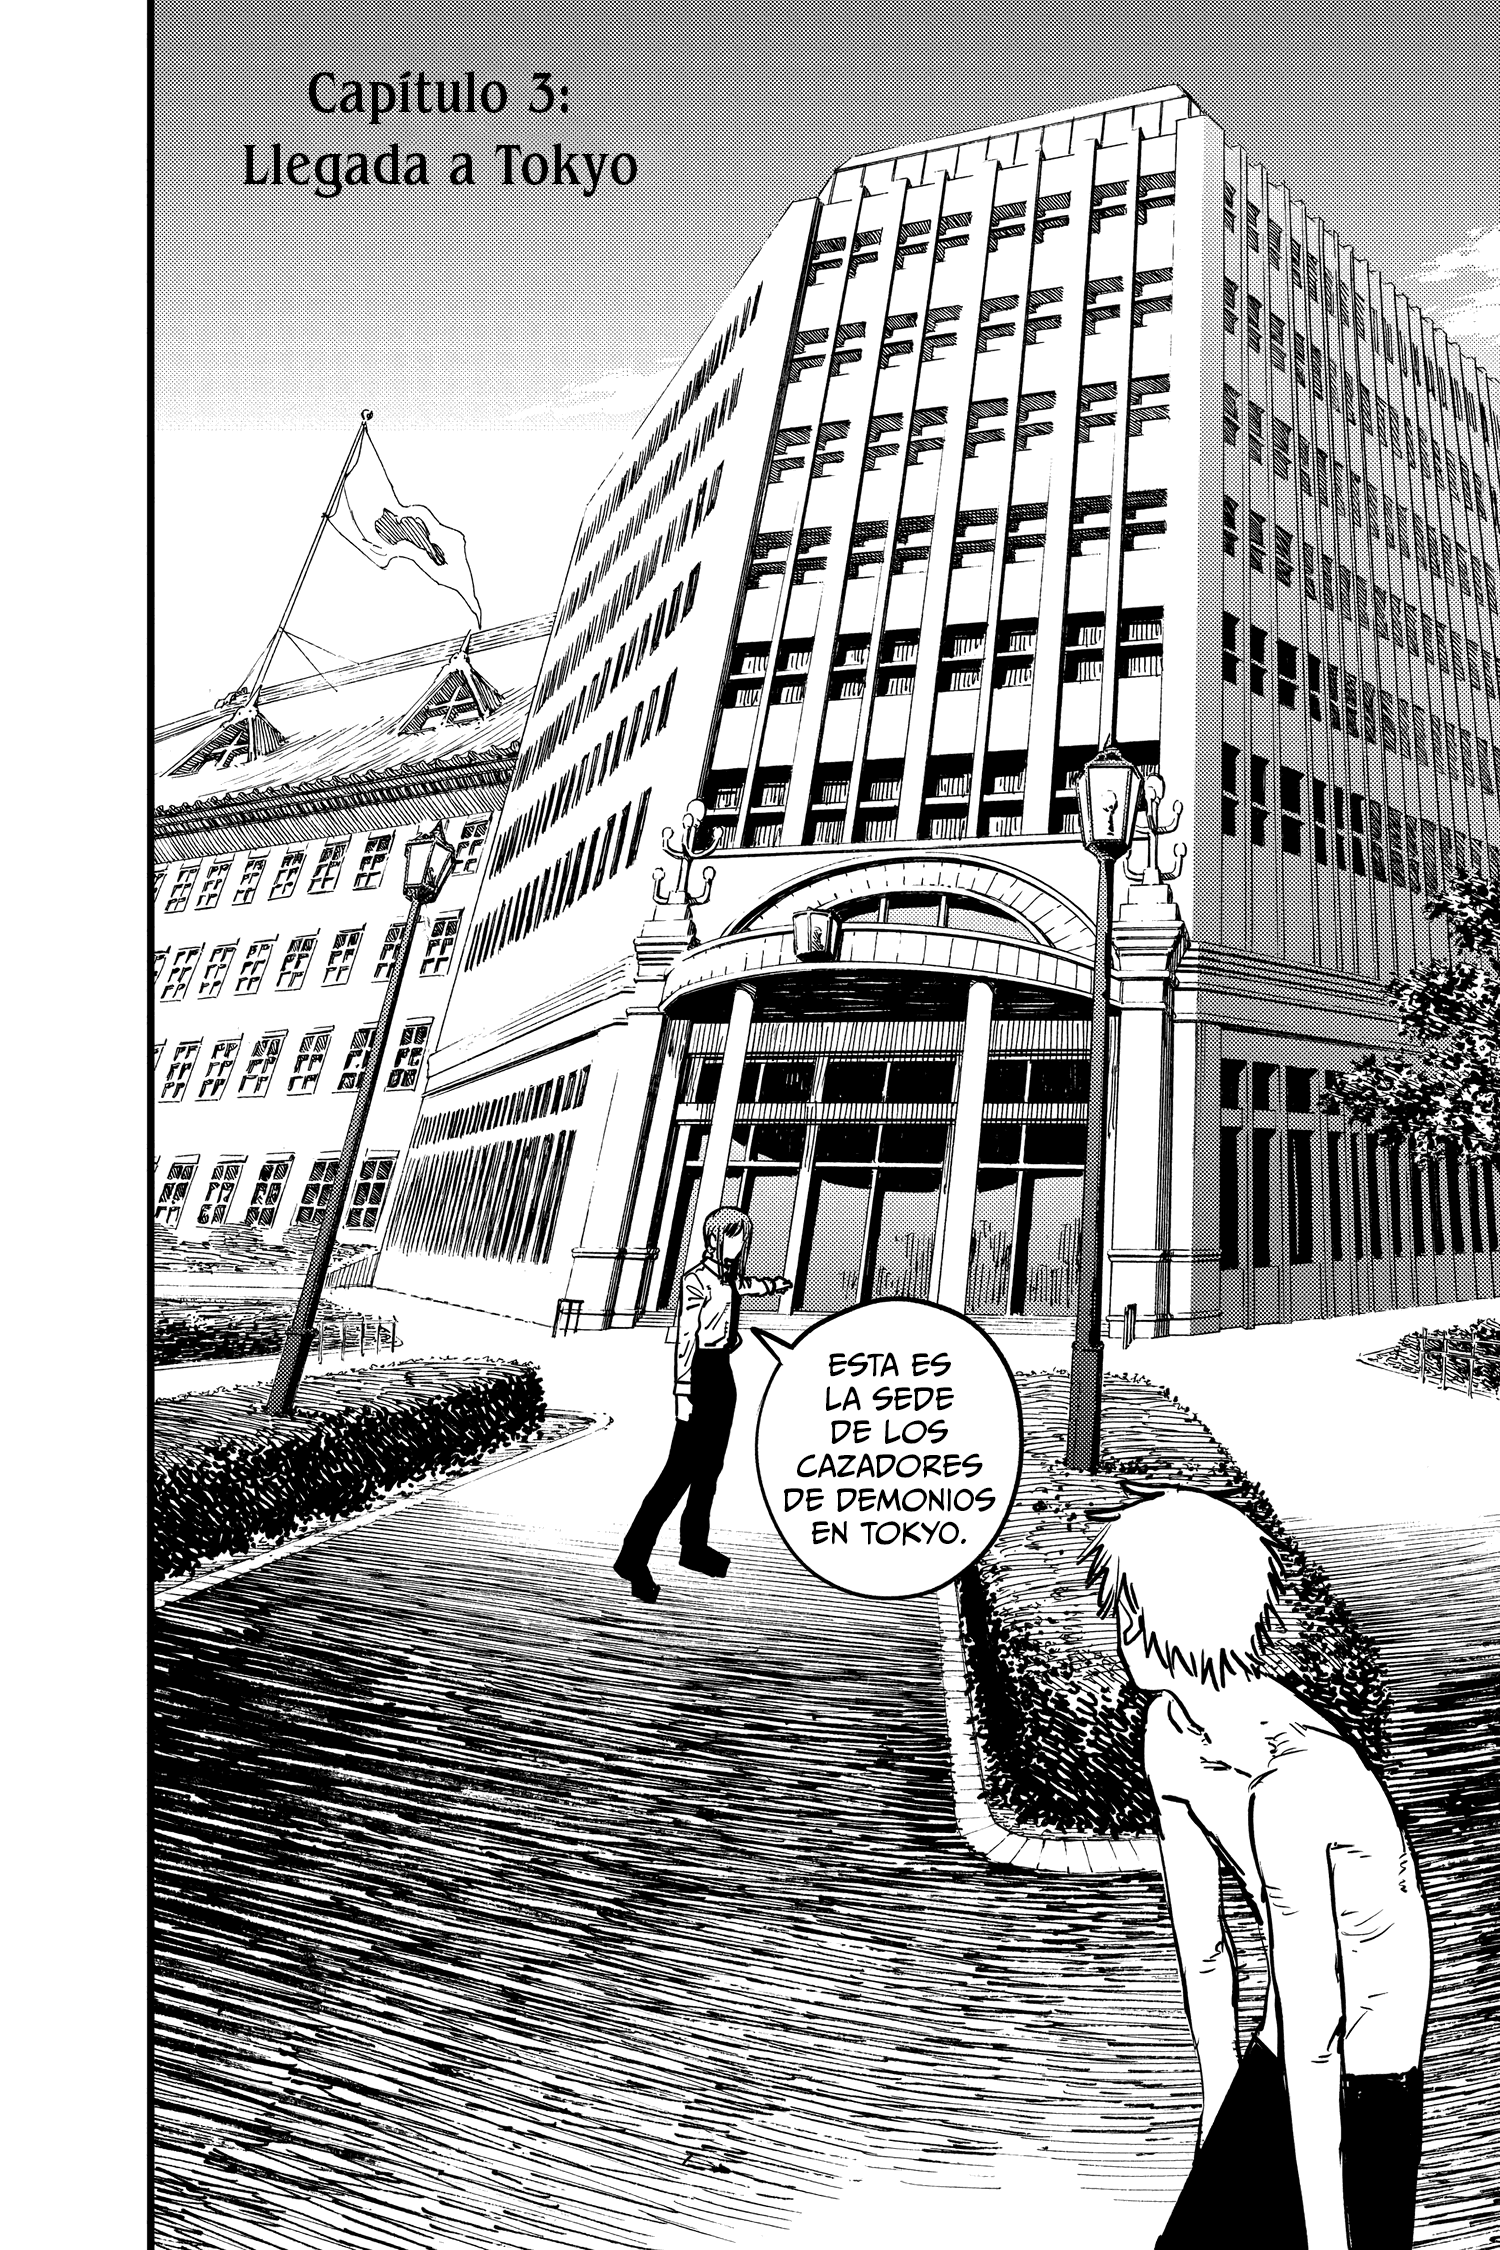 Capítulo 3:
Llegada a Tokyo
ESTA ES
LA SEDE
DE LOS
CAZADORES
DE DEMONIOS
EN TOKYO.